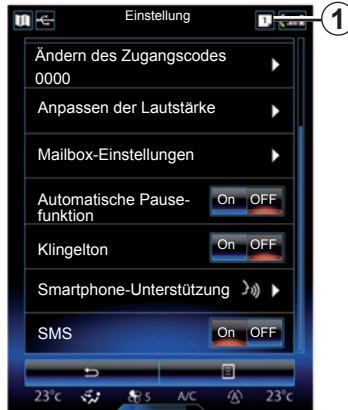 Einstellung
1
1
Ändern des Zugangscodes
0000
Anpassen der Lautstärke
Mailbox-Einstellungen
Automatische Pause-
funktion
On OFF
Klingelton
On OFF
Smartphone-Unterstützung
SMS
On OFF
23°c 5 A/C 23°c